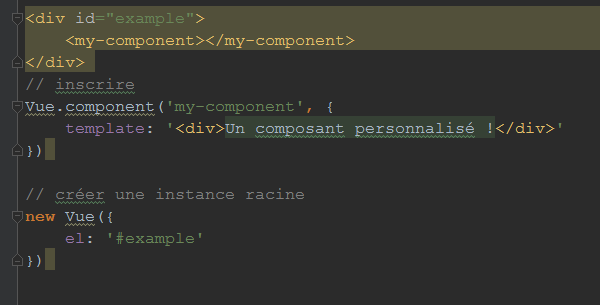 <div id="example">
<my-component></my-component>
</div>
// inscrire
Vue.component('my-component', {
template: '<div>Un composant personnalisé !</div>'
})
// créer une instance racine
new Vue({
el: '#example'
})